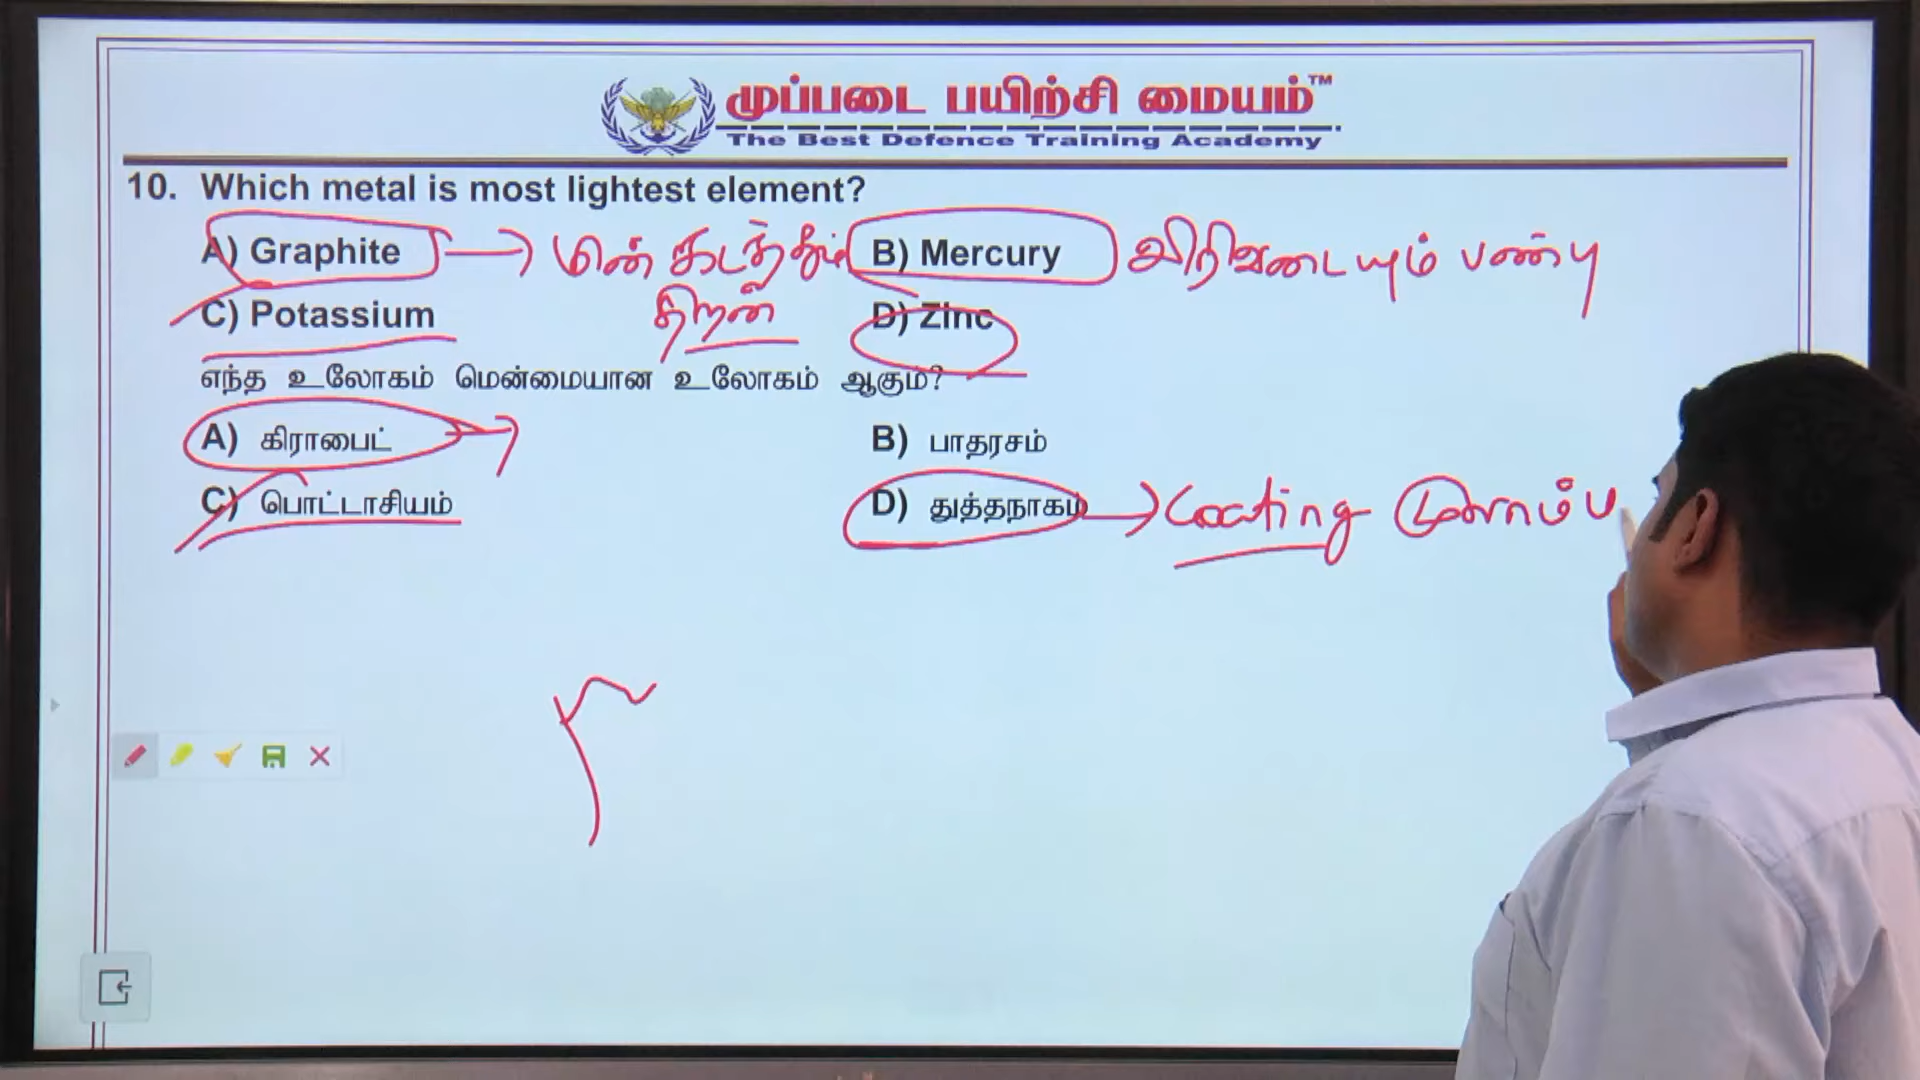 முப்படை பயிற்சி மையம்™
The Best Defence Training Academy
10. Which metal is most lightest element?
A) Graphite → மின் கடத்தும் B) Mercury விரிவடையும் பண்பு
திறன்
C) Potassium D) Zinc
எந்த உலோகம் மென்மையான உலோகம் ஆகும்?
A) கிராபைட் → B) பாதரசம்
C) பொட்டாசியம் D) துத்தநாகம் → Coating முலாம்ப